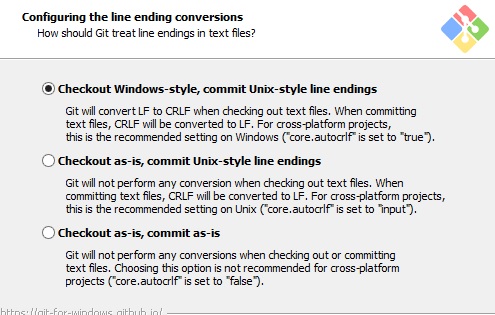 Configuring the line ending conversions
How should Git treat line endings in text files?
Checkout Windows-style, commit Unix-style line endings
Git will convert LF to CRLF when checking out text files. When committing
text files, CRLF will be converted to LF. For cross-platform projects,
this is the recommended setting on Windows ("core.autocrlf" is set to "true").
Checkout as-is, commit Unix-style line endings
Git will not perform any conversion when checking out text files. When
committing text files, CRLF will be converted to LF. For cross-platform projects,
this is the recommended setting on Unix ("core.autocrlf" is set to "input").
Checkout as-is, commit as-is
Git will not perform any conversions when checking out or committing
text files. Choosing this option is not recommended for cross-platform
projects ("core.autocrlf" is set to "false").
https://git-for-windows.github.io/